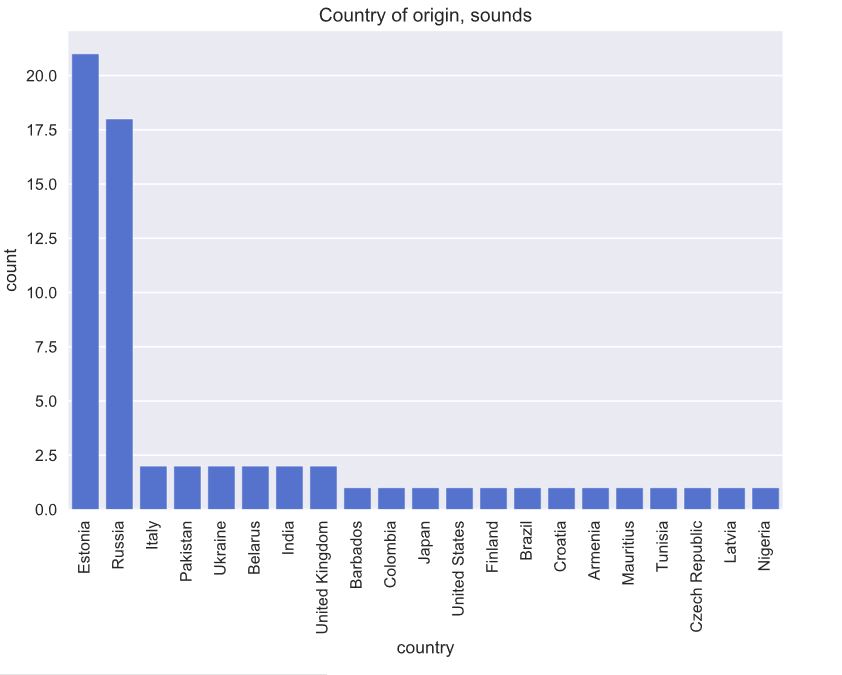 Country of origin, sounds
20.0
17.5
15.0
12.5
10.0
7.5
5.0
2.5
0.0
count
Estonia
Russia
Italy
Pakistan
Ukraine
Belarus
India
United Kingdom
Barbados
Colombia
Japan
United States
Finland
Brazil
Croatia
Armenia
Mauritius
Tunisia
Czech Republic
Latvia
Nigeria
country